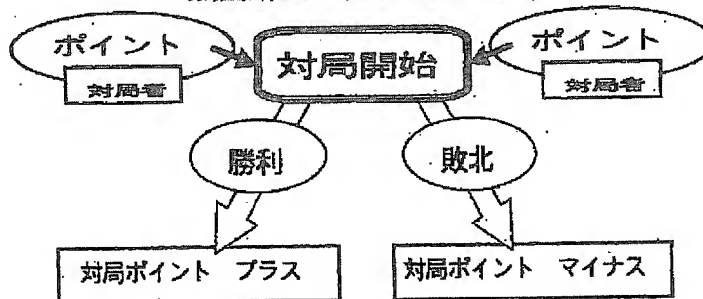 ポイント
対局者
対局開始
ポイント
対局者
勝利
敗北
対局ポイント プラス
対局ポイント マイナス